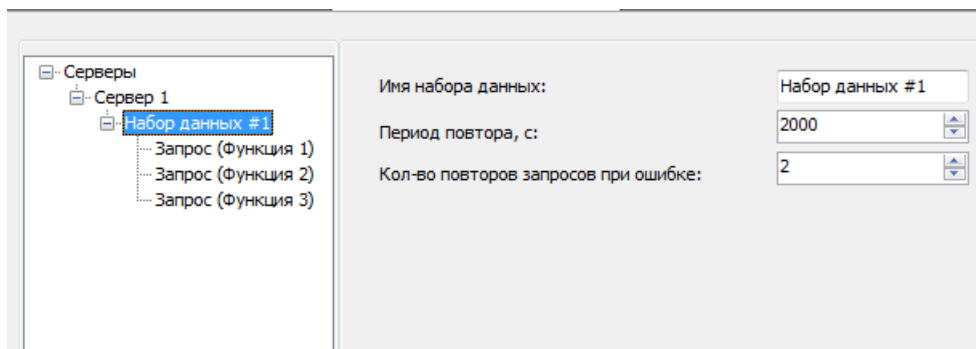 Серверы
Сервер 1
Набор данных #1
Запрос (Функция 1)
Запрос (Функция 2)
Запрос (Функция 3)
Имя набора данных: Набор данных #1
Период повтора, с: 2000
Кол-во повторов запросов при ошибке: 2